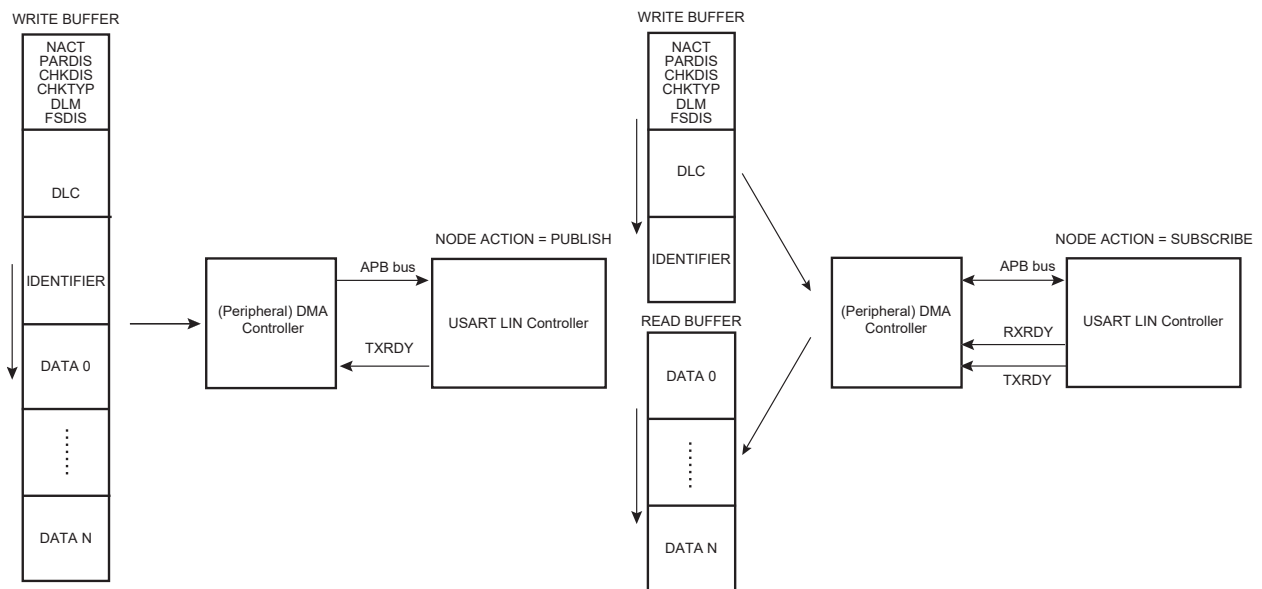 WRITE BUFFER
NACT
PARDIS
CHKDIS
CHKTYP
DLM
FSDIS
DLC
IDENTIFIER
DATA 0
DATA N
(Peripheral) DMA
Controller
APB bus
TXRDY
NODE ACTION = PUBLISH
USART LIN Controller
WRITE BUFFER
NACT
PARDIS
CHKDIS
CHKTYP
DLM
FSDIS
DLC
IDENTIFIER
READ BUFFER
DATA 0
DATA N
(Peripheral) DMA
Controller
APB bus
RXRDY
TXRDY
NODE ACTION = SUBSCRIBE
USART LIN Controller